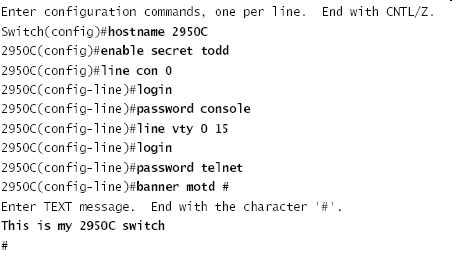 Enter configuration commands, one per line.  End with CNTL/Z.
Switch(config)#hostname 2950C
2950C(config)#enable secret todd
2950C(config)#line con 0
2950C(config-line)#login
2950C(config-line)#password console
2950C(config-line)#line vty 0 15
2950C(config-line)#login
2950C(config-line)#password telnet
2950C(config-line)#banner motd #
Enter TEXT message.  End with the character '#'.
This is my 2950C switch
#